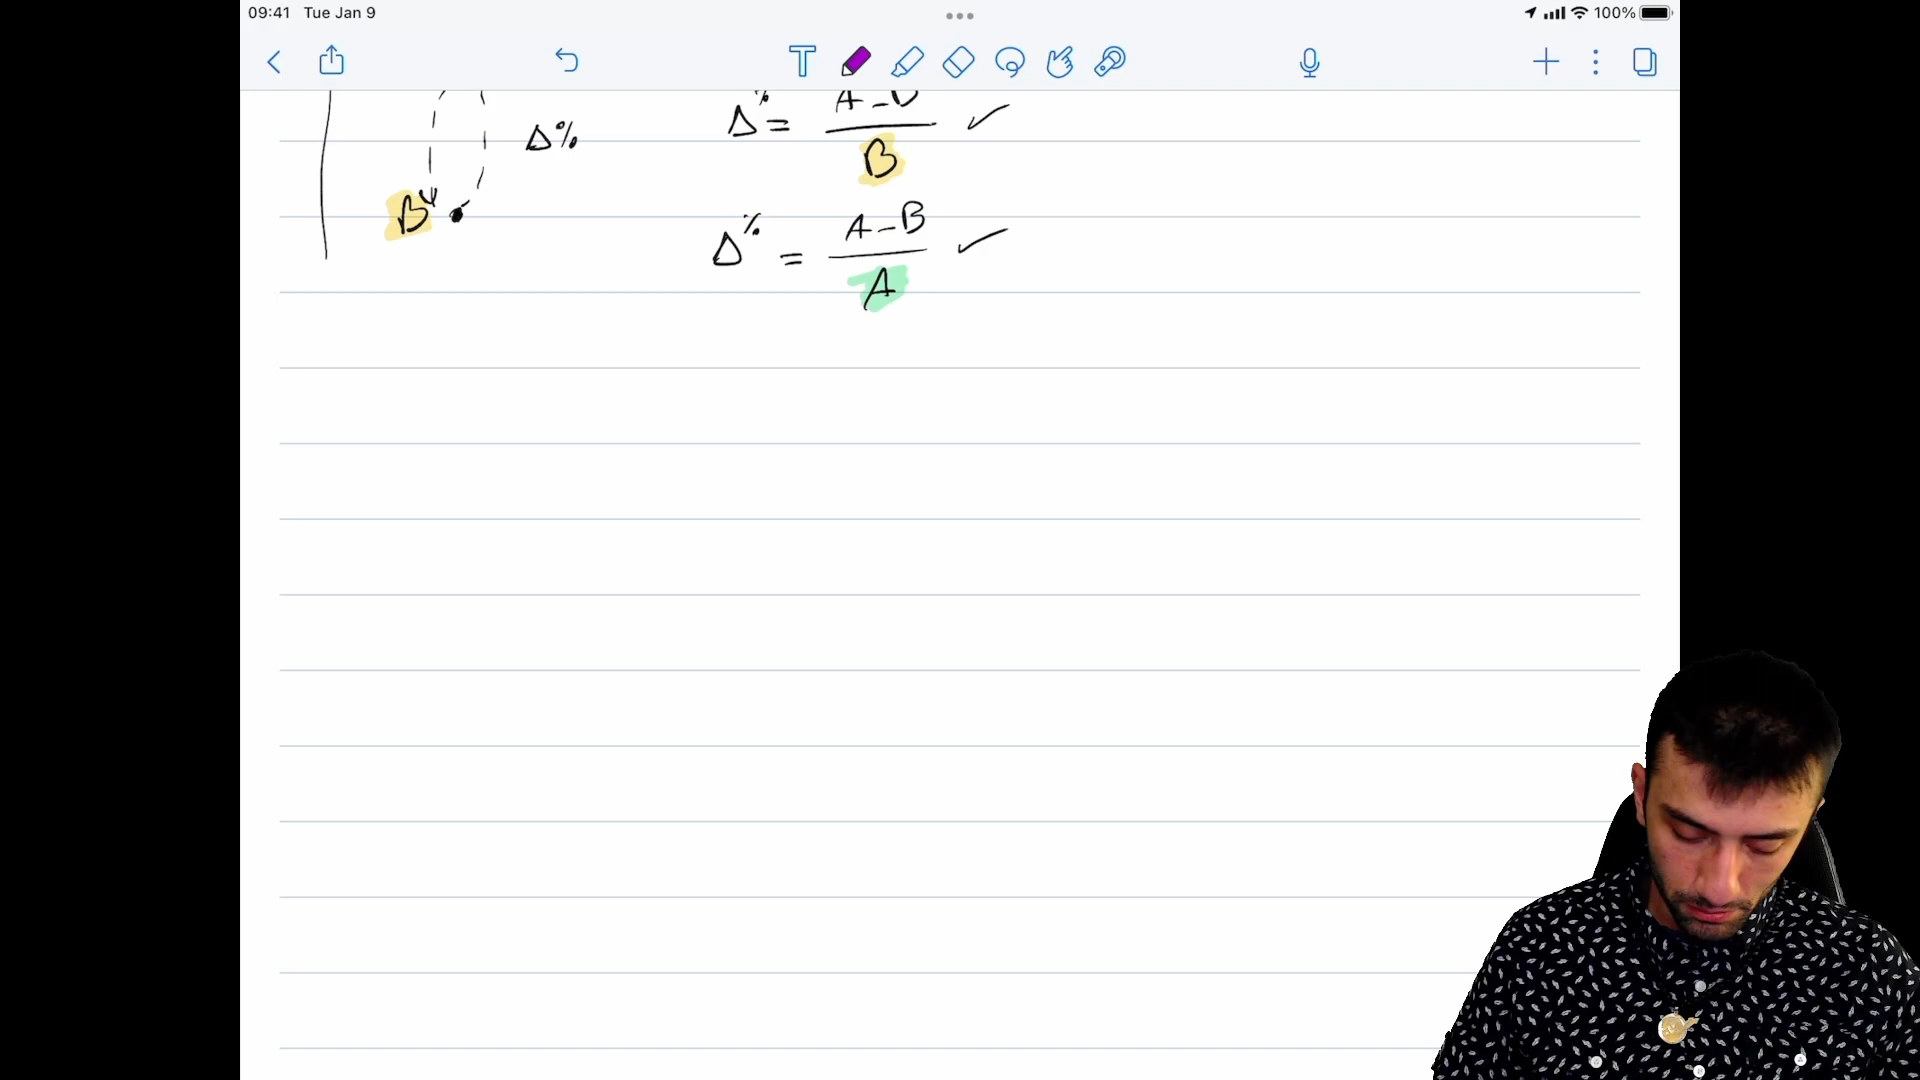 09:41 Tue Jan 9 100%
T
Δ% = A-B / B ✓
Δ%
B
Δ% = A-B / A ✓